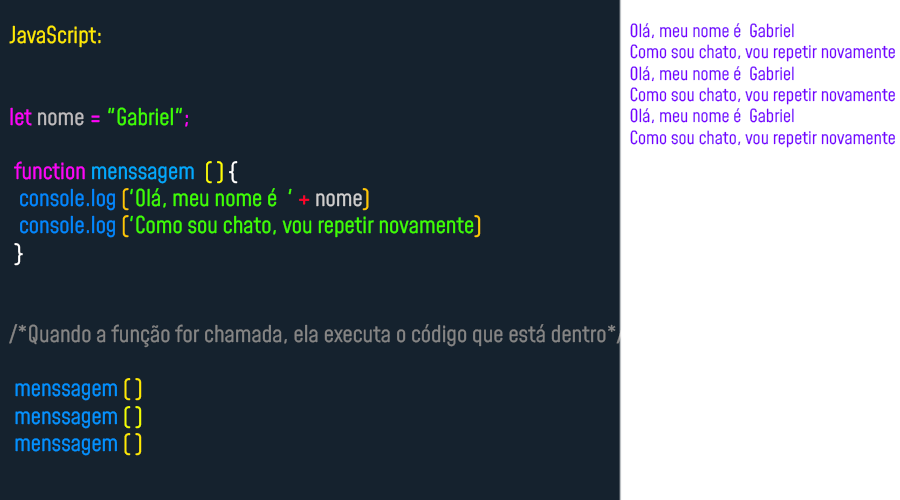 JavaScript:
let nome = "Gabriel";
function menssagem () {
console.log ('Olá, meu nome é ' + nome)
console.log ('Como sou chato, vou repetir novamente)
}
/*Quando a função for chamada, ela executa o código que está dentro*/
menssagem ()
menssagem ()
menssagem ()
Olá, meu nome é Gabriel
Como sou chato, vou repetir novamente
Olá, meu nome é Gabriel
Como sou chato, vou repetir novamente
Olá, meu nome é Gabriel
Como sou chato, vou repetir novamente